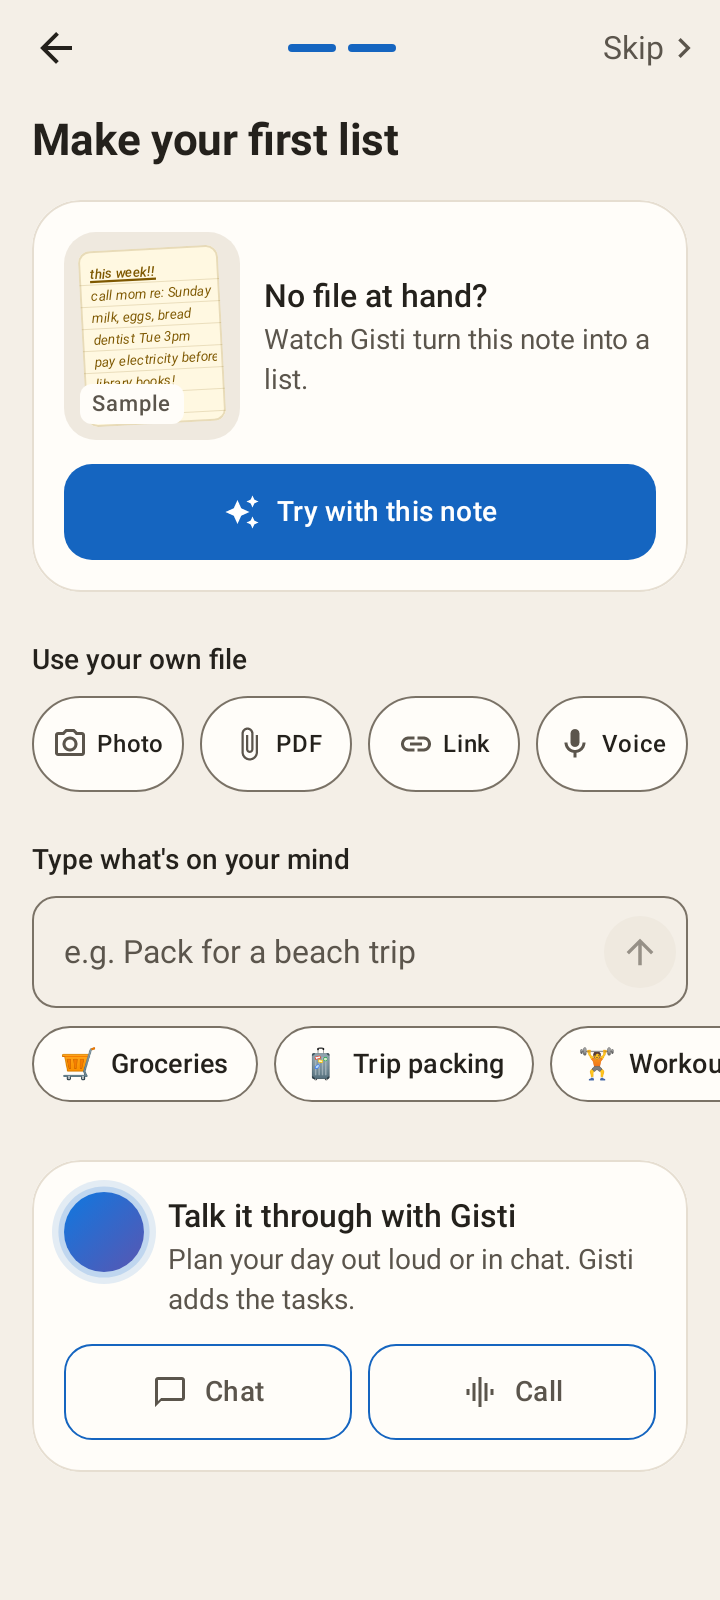 Skip
Make your first list
this week!!
call mom re: Sunday
milk, eggs, bread
dentist Tue 3pm
pay electricity before
library books!
Sample
No file at hand?
Watch Gisti turn this note into a
list.
Try with this note
Use your own file
Photo
PDF
Link
Voice
Type what's on your mind
e.g. Pack for a beach trip
Groceries
Trip packing
Workou
Talk it through with Gisti
Plan your day out loud or in chat. Gisti
adds the tasks.
Chat
Call